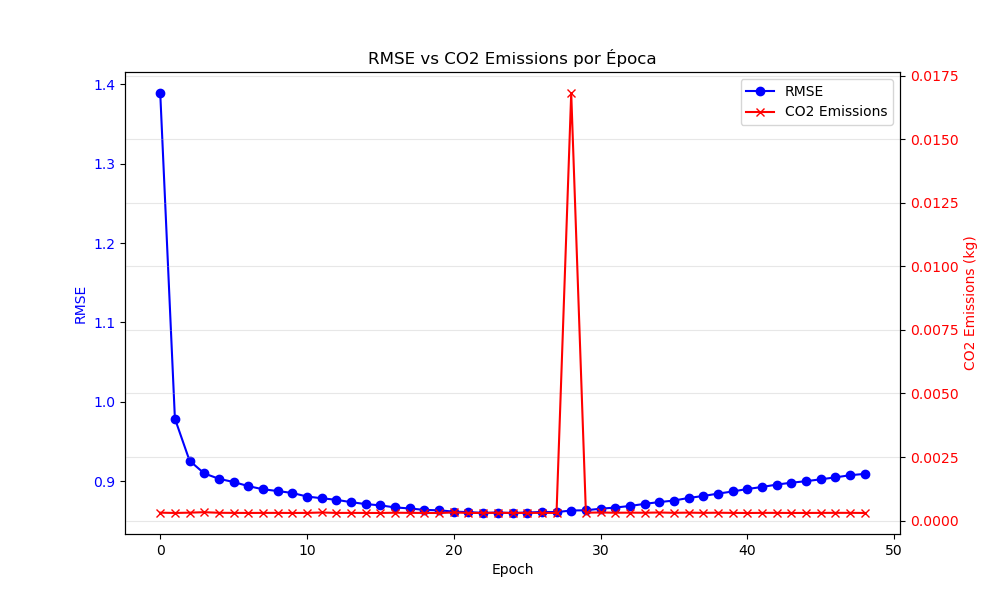 RMSE vs CO2 Emissions por Época
RMSE
CO2 Emissions
1.4
1.3
1.2
1.1
1.0
0.9
RMSE
0.0175
0.0150
0.0125
0.0100
0.0075
0.0050
0.0025
0.0000
CO2 Emissions (kg)
0 10 20 30 40 50
Epoch